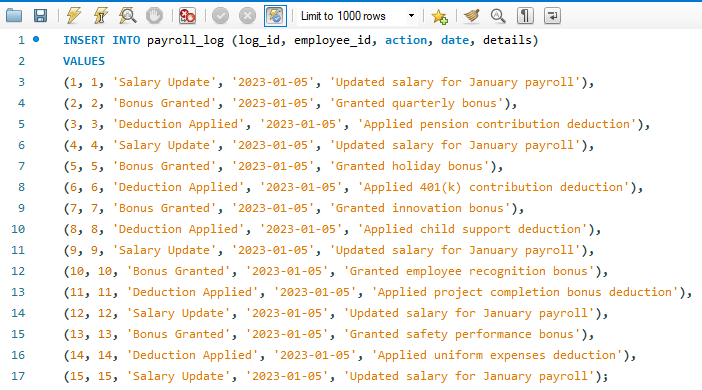 Limit to 1000 rows
1 INSERT INTO payroll_log (log_id, employee_id, action, date, details)
2 VALUES
3 (1, 1, 'Salary Update', '2023-01-05', 'Updated salary for January payroll'),
4 (2, 2, 'Bonus Granted', '2023-01-05', 'Granted quarterly bonus'),
5 (3, 3, 'Deduction Applied', '2023-01-05', 'Applied pension contribution deduction'),
6 (4, 4, 'Salary Update', '2023-01-05', 'Updated salary for January payroll'),
7 (5, 5, 'Bonus Granted', '2023-01-05', 'Granted holiday bonus'),
8 (6, 6, 'Deduction Applied', '2023-01-05', 'Applied 401(k) contribution deduction'),
9 (7, 7, 'Bonus Granted', '2023-01-05', 'Granted innovation bonus'),
10 (8, 8, 'Deduction Applied', '2023-01-05', 'Applied child support deduction'),
11 (9, 9, 'Salary Update', '2023-01-05', 'Updated salary for January payroll'),
12 (10, 10, 'Bonus Granted', '2023-01-05', 'Granted employee recognition bonus'),
13 (11, 11, 'Deduction Applied', '2023-01-05', 'Applied project completion bonus deduction'),
14 (12, 12, 'Salary Update', '2023-01-05', 'Updated salary for January payroll'),
15 (13, 13, 'Bonus Granted', '2023-01-05', 'Granted safety performance bonus'),
16 (14, 14, 'Deduction Applied', '2023-01-05', 'Applied uniform expenses deduction'),
17 (15, 15, 'Salary Update', '2023-01-05', 'Updated salary for January payroll');